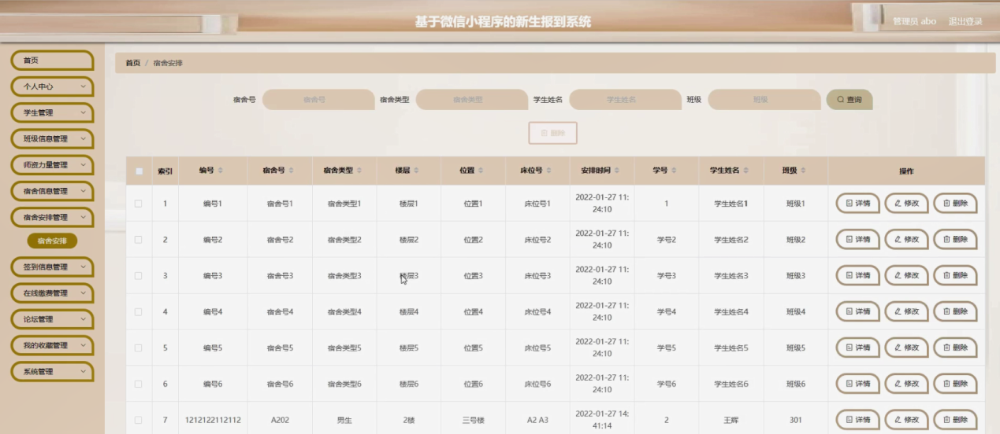 基于微信小程序的新生报到系统
管理员 abo 退出登录
首页
个人中心
学生管理
班级信息管理
师资力量管理
宿舍信息管理
宿舍安排管理
宿舍安排
签到信息管理
在线缴费管理
论坛管理
我的收藏管理
系统管理
首页 / 宿舍安排
宿舍号 宿舍号 宿舍类型 宿舍类型 学生姓名 学生姓名 班级 班级 查询
删除
索引 编号 宿舍号 宿舍类型 楼层 位置 床位号 安排时间 学号 学生姓名 班级 操作
1 编号1 宿舍号1 宿舍类型1 楼层1 位置1 床位号1 2022-01-27 11:24:10 1 学生姓名1 班级1 详情 修改 删除
2 编号2 宿舍号2 宿舍类型2 楼层2 位置2 床位号2 2022-01-27 11:24:10 学号2 学生姓名2 班级2 详情 修改 删除
3 编号3 宿舍号3 宿舍类型3 楼层3 位置3 床位号3 2022-01-27 11:24:10 学号3 学生姓名3 班级3 详情 修改 删除
4 编号4 宿舍号4 宿舍类型4 楼层4 位置4 床位号4 2022-01-27 11:24:10 学号4 学生姓名4 班级4 详情 修改 删除
5 编号5 宿舍号5 宿舍类型5 楼层5 位置5 床位号5 2022-01-27 11:24:10 学号5 学生姓名5 班级5 详情 修改 删除
6 编号6 宿舍号6 宿舍类型6 楼层6 位置6 床位号6 2022-01-27 11:24:10 学号6 学生姓名6 班级6 详情 修改 删除
7 1212122112112 A202 男生 2楼 三号楼 A2 A3 2022-01-27 14:41:14 2 王辉 301 详情 修改 删除